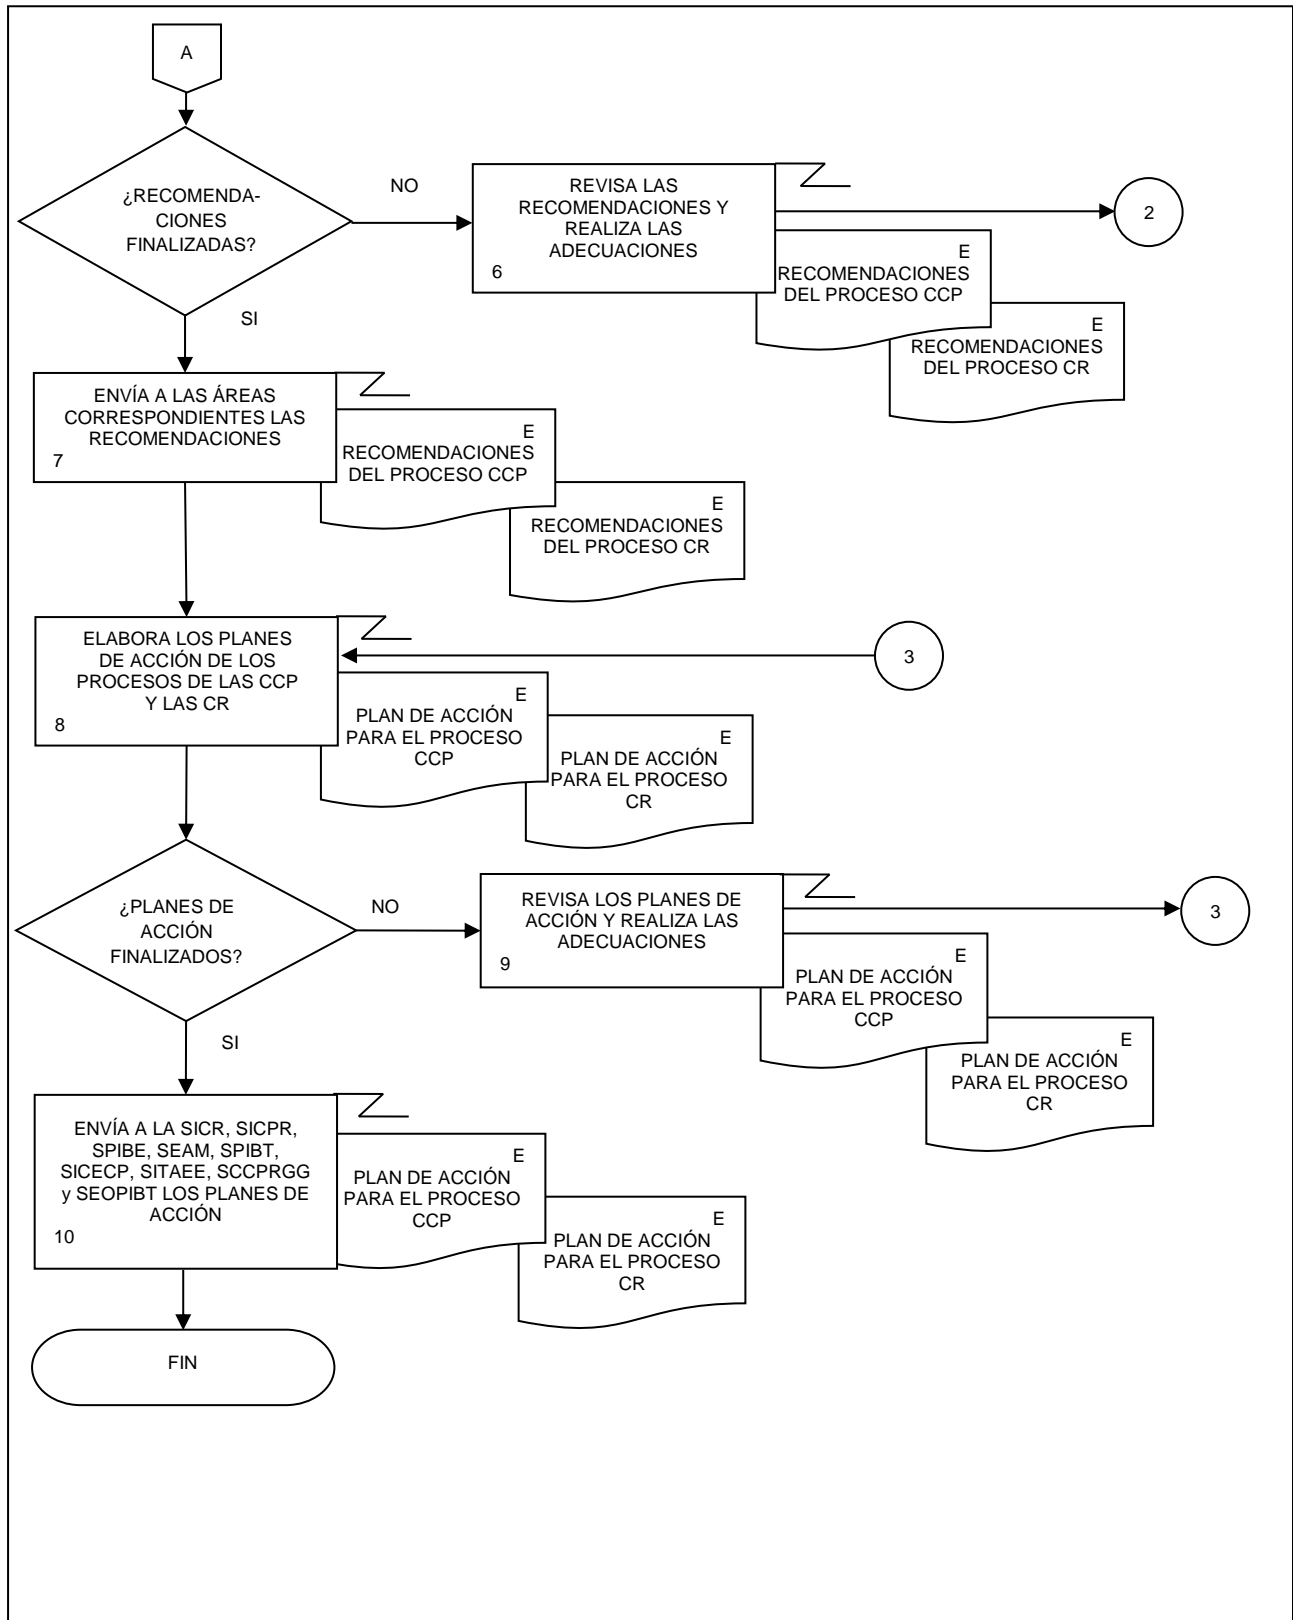 A
¿RECOMENDA-
CIONES
FINALIZADAS?
NO
REVISA LAS
RECOMENDACIONES Y
REALIZA LAS
ADECUACIONES
6
2
E
RECOMENDACIONES
DEL PROCESO CCP
E
RECOMENDACIONES
DEL PROCESO CR
SI
ENVÍA A LAS ÁREAS
CORRESPONDIENTES LAS
RECOMENDACIONES
7
E
RECOMENDACIONES
DEL PROCESO CCP
E
RECOMENDACIONES
DEL PROCESO CR
ELABORA LOS PLANES
DE ACCIÓN DE LOS
PROCESOS DE LAS CCP
Y LAS CR
8
3
E
PLAN DE ACCIÓN
PARA EL PROCESO
CCP
E
PLAN DE ACCIÓN
PARA EL PROCESO
CR
¿PLANES DE
ACCIÓN
FINALIZADOS?
NO
REVISA LOS PLANES DE
ACCIÓN Y REALIZA LAS
ADECUACIONES
9
3
E
PLAN DE ACCIÓN
PARA EL PROCESO
CCP
E
PLAN DE ACCIÓN
PARA EL PROCESO
CR
SI
ENVÍA A LA SICR, SICPR,
SPIBE, SEAM, SPIBT,
SICECP, SITAEE, SCCPRGG
y SEOPIBT LOS PLANES DE
ACCIÓN
10
E
PLAN DE ACCIÓN
PARA EL PROCESO
CCP
E
PLAN DE ACCIÓN
PARA EL PROCESO
CR
FIN